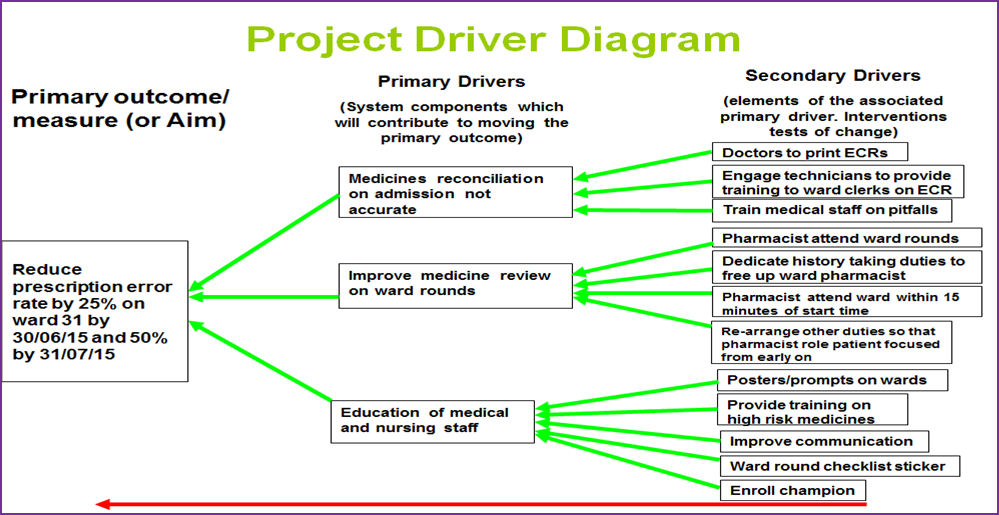 Project Driver Diagram
Primary outcome/
measure (or Aim)
Primary Drivers
(System components which
will contribute to moving the
primary outcome)
Secondary Drivers
(elements of the associated
primary driver. Interventions
tests of change)
Reduce
prescription error
rate by 25% on
ward 31 by
30/06/15 and 50%
by 31/07/15
Medicines reconciliation
on admission not
accurate
Improve medicine review
on ward rounds
Education of medical
and nursing staff
Doctors to print ECRs
Engage technicians to provide
training to ward clerks on ECR
Train medical staff on pitfalls
Pharmacist attend ward rounds
Dedicate history taking duties to
free up ward pharmacist
Pharmacist attend ward within 15
minutes of start time
Re-arrange other duties so that
pharmacist role patient focused
from early on
Posters/prompts on wards
Provide training on
high risk medicines
Improve communication
Ward round checklist sticker
Enroll champion